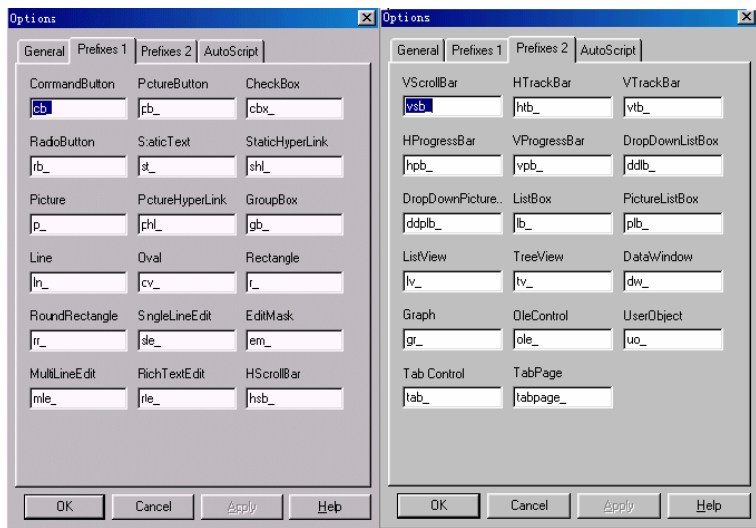 Options
General Prefixes 1 Prefixes 2 AutoScript
CommandButton PctureButton CheckBox
cb_ pb_ cbx_
RadioButton StaticText StaticHyperLink
rb_ st_ shl_
Picture PctureHyperLink GroupBox
p_ phl_ gb_
Line Oval Rectangle
ln_ ov_ r_
RoundRectangle SngleLineEdit EditMask
rr_ sle_ em_
MultiLineEdit RichTextEdit HScrollBar
mle_ rte_ hsb_
OK Cancel Apply Help
Options
General Prefixes 1 Prefixes 2 AutoScript
VScrollBar HTrackBar VTrackBar
vsb_ htb_ vtb_
HProgressBar VProgressBar DropDownListBox
hpb_ vpb_ ddlb_
DropDownPicture.. ListBox PictureListBox
ddplb_ lb_ plb_
ListView TreeView DataWindow
lv_ tv_ dw_
Graph OleControl UserObject
gr_ ole_ uo_
Tab Control TabPage
tab_ tabpage_
OK Cancel Apply Help